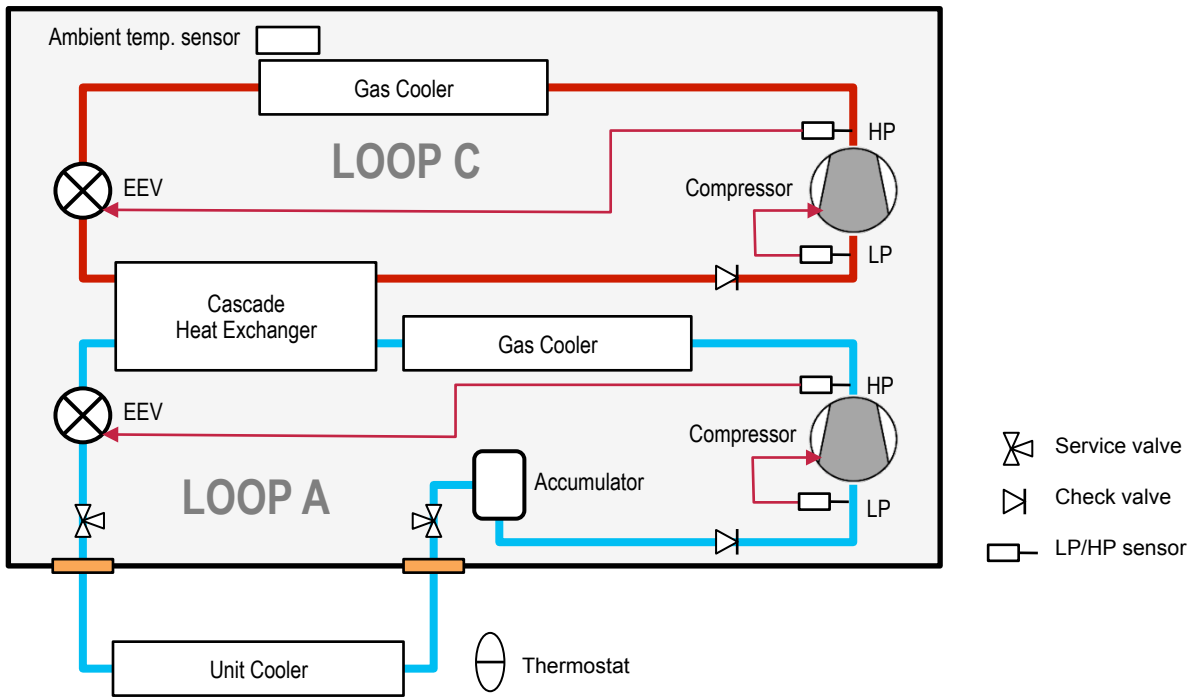 Ambient temp. sensor
Gas Cooler
HP
LOOP C
EEV
Compressor
LP
Cascade
Heat Exchanger
Gas Cooler
HP
EEV
Compressor
Service valve
LOOP A
Accumulator
Check valve
LP
LP/HP sensor
Unit Cooler
Thermostat